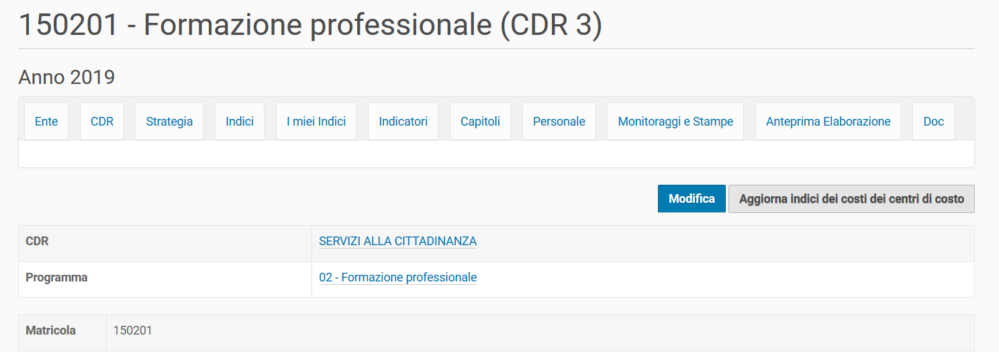 150201 - Formazione professionale (CDR 3)
Anno 2019
Ente CDR Strategia Indici I miei Indici Indicatori Capitoli Personale Monitoraggi e Stampe Anteprima Elaborazione Doc
Modifica Aggiorna indici dei costi dei centri di costo
CDR SERVIZI ALLA CITTADINANZA
Programma 02 - Formazione professionale
Matricola 150201